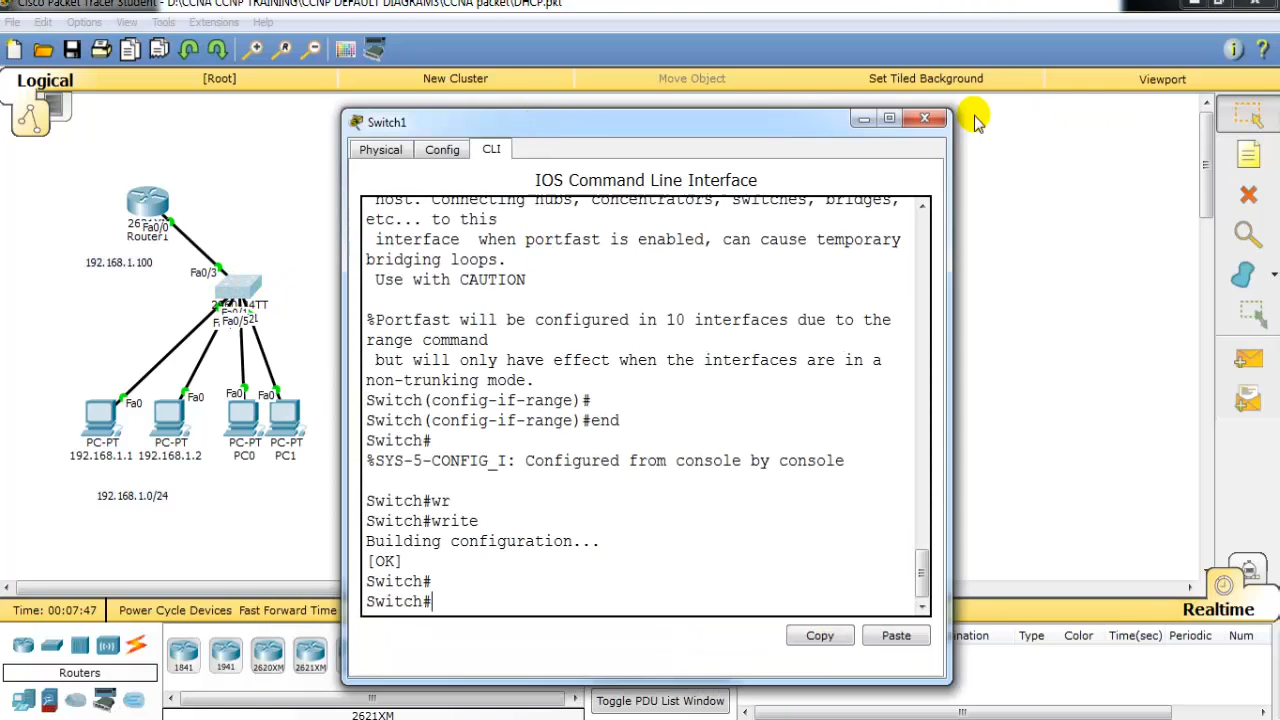 Cisco Packet Tracer Student - D:\CCNA CCNP TRAINING\CCNP DEFAULT DIAGRAMS\CCNA packet\DHCP.pkt
File Edit Options View Tools Extensions Help
Logical [Root] New Cluster Move Object Set Tiled Background Viewport
Switch1
Physical Config CLI
IOS Command Line Interface
host. Connecting hubs, concentrators, switches, bridges,
etc... to this
interface when portfast is enabled, can cause temporary
bridging loops.
Use with CAUTION
%Portfast will be configured in 10 interfaces due to the
range command
but will only have effect when the interfaces are in a
non-trunking mode.
Switch(config-if-range)#
Switch(config-if-range)#end
Switch#
%SYS-5-CONFIG_I: Configured from console by console
Switch#wr
Switch#write
Building configuration...
[OK]
Switch#
Switch#
Copy Paste
Fa0/0
Router1
192.168.1.100
Fa0/3
Fa0/5
Fa0 Fa0 Fa0 Fa0
PC-PT PC-PT PC-PT PC-PT
192.168.1.1 192.168.1.2 PC0 PC1
192.168.1.0/24
Time: 00:07:47 Power Cycle Devices Fast Forward Time
Realtime
Routers
1841 1941 2620XM 2621XM
2621XM
Toggle PDU List Window
Type Color Time(sec) Periodic Num